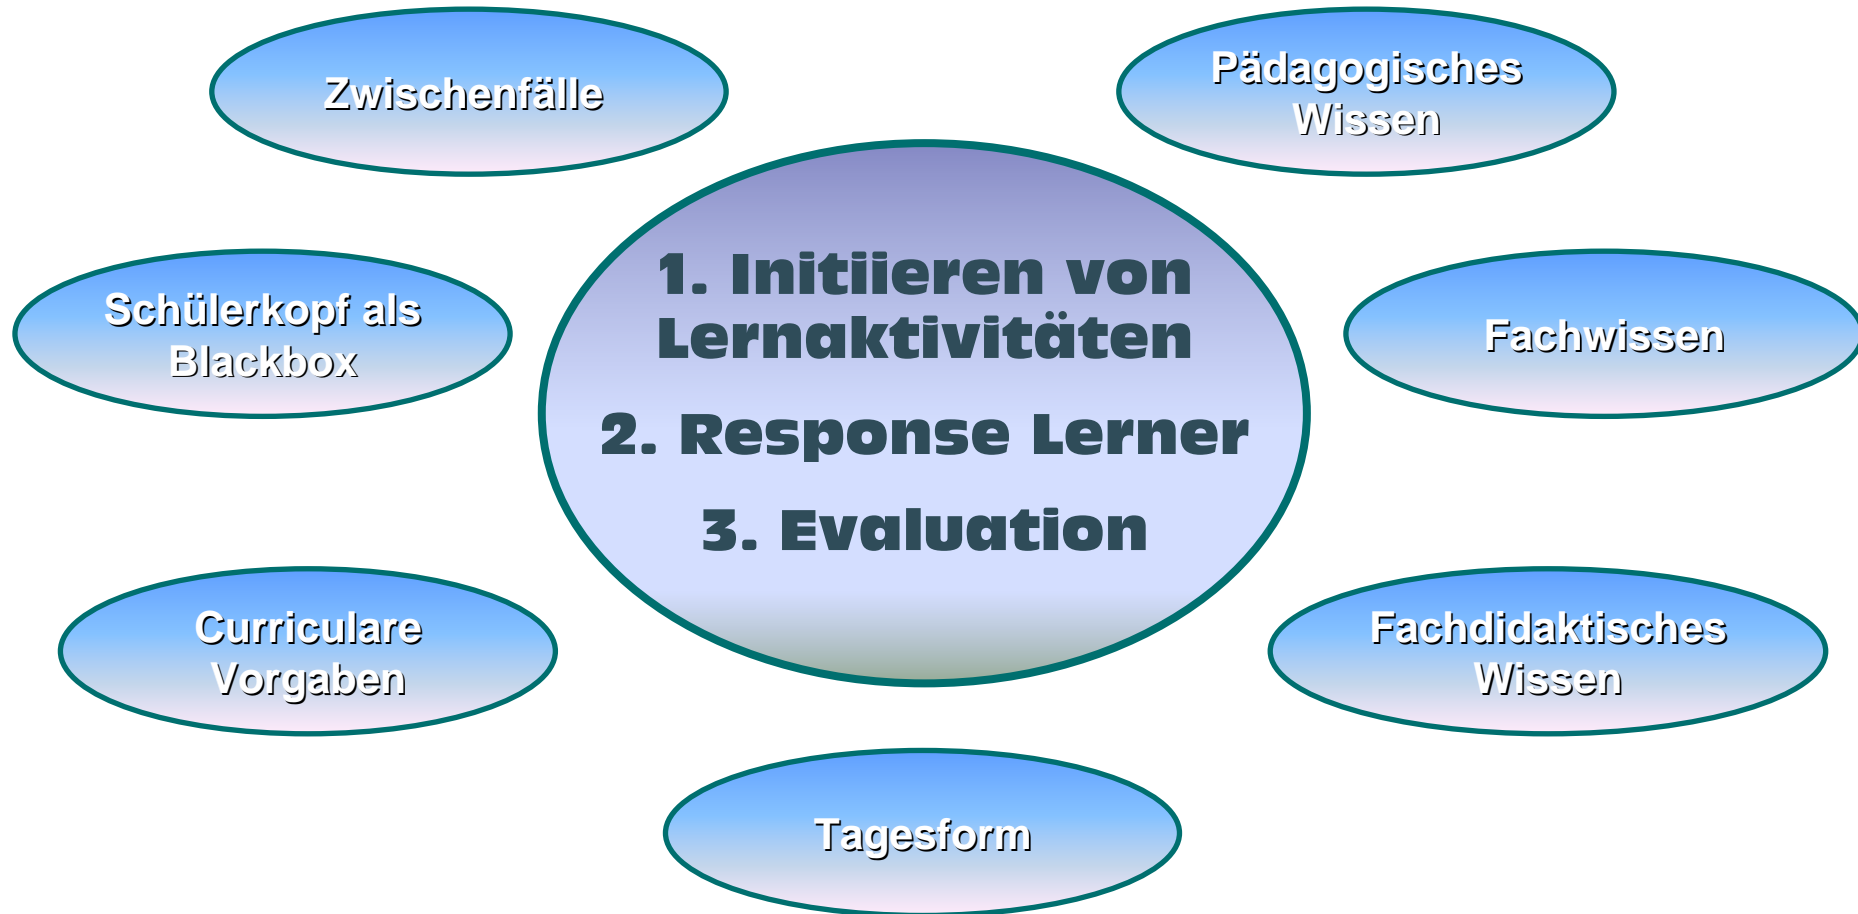 Zwischenfälle
Pädagogisches
Wissen
1. Initiieren von
Lernaktivitäten
2. Response Lerner
3. Evaluation
Schülerkopf als
Blackbox
Fachwissen
Curriculare
Vorgaben
Fachdidaktisches
Wissen
Tagesform